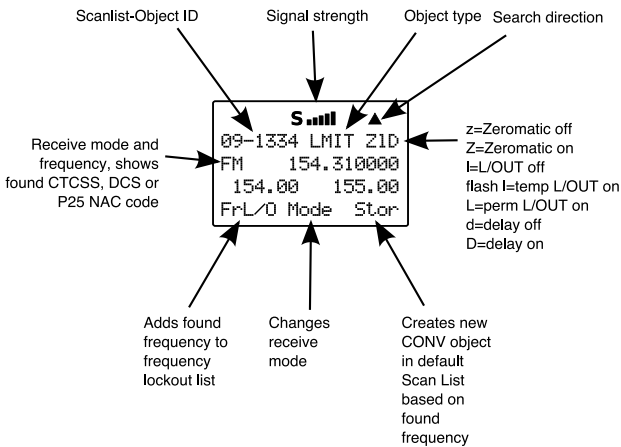 Scanlist-Object ID
Signal strength
Object type
Search direction
S
09-1334 LMIT ZlD
FM 154.310000
154.00 155.00
FrL/O Mode Stor
Receive mode and
frequency, shows
found CTCSS, DCS or
P25 NAC code
z=Zeromatic off
Z=Zeromatic on
l=L/OUT off
flash l=temp L/OUT on
L=perm L/OUT on
d=delay off
D=delay on
Adds found
frequency to
frequency
lockout list
Changes
receive
mode
Creates new
CONV object
in default
Scan List
based on
found
frequency